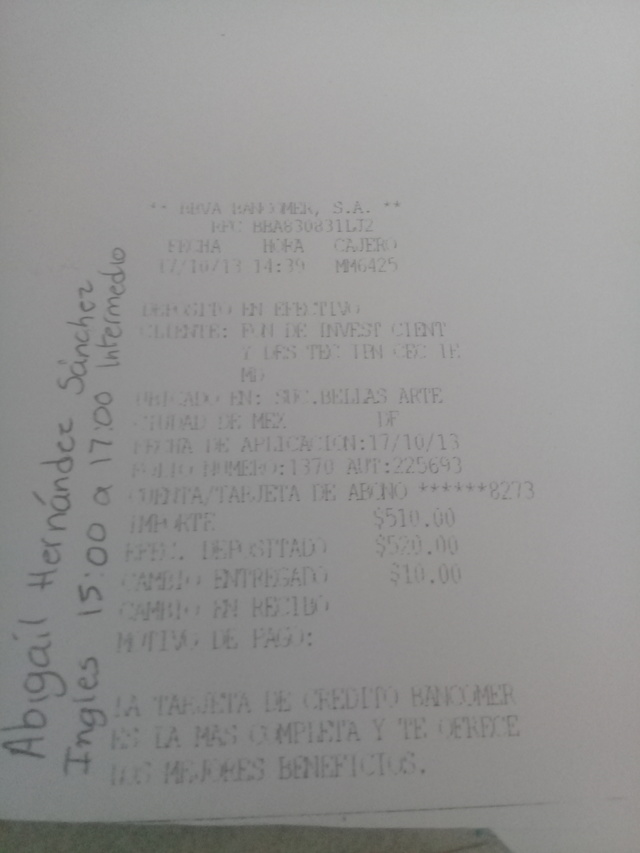 ** BBVA BANCOMER, S.A. **
RFC BBA830831LJ2
FECHA HORA CAJERO
17/10/13 14:39 MM6425
DEPOSITO EN EFECTIVO
CLIENTE: FON DE INVEST CIENT
Y DES TEC IPN CEC
UBICADO EN: SUC.BELLAS ARTE
CIUDAD DE MEX DF
FECHA DE APLICACION:17/10/13
FOLIO NUMERO:1370 AUT:225693
CUENTA/TARJETA DE ABONO ******8273
IMPORTE $510.00
EFEC. DEPOSITADO $520.00
CAMBIO ENTREGADO $10.00
CAMBIO EN RECIBO
MOTIVO DE PAGO:
LA TARJETA DE CREDITO BANCOMER
ES LA MAS COMPLETA Y TE OFRECE
LOS MEJORES BENEFICIOS.
Abigail Hernández Sánchez
Ingles 15:00 a 17:00 Intermedio